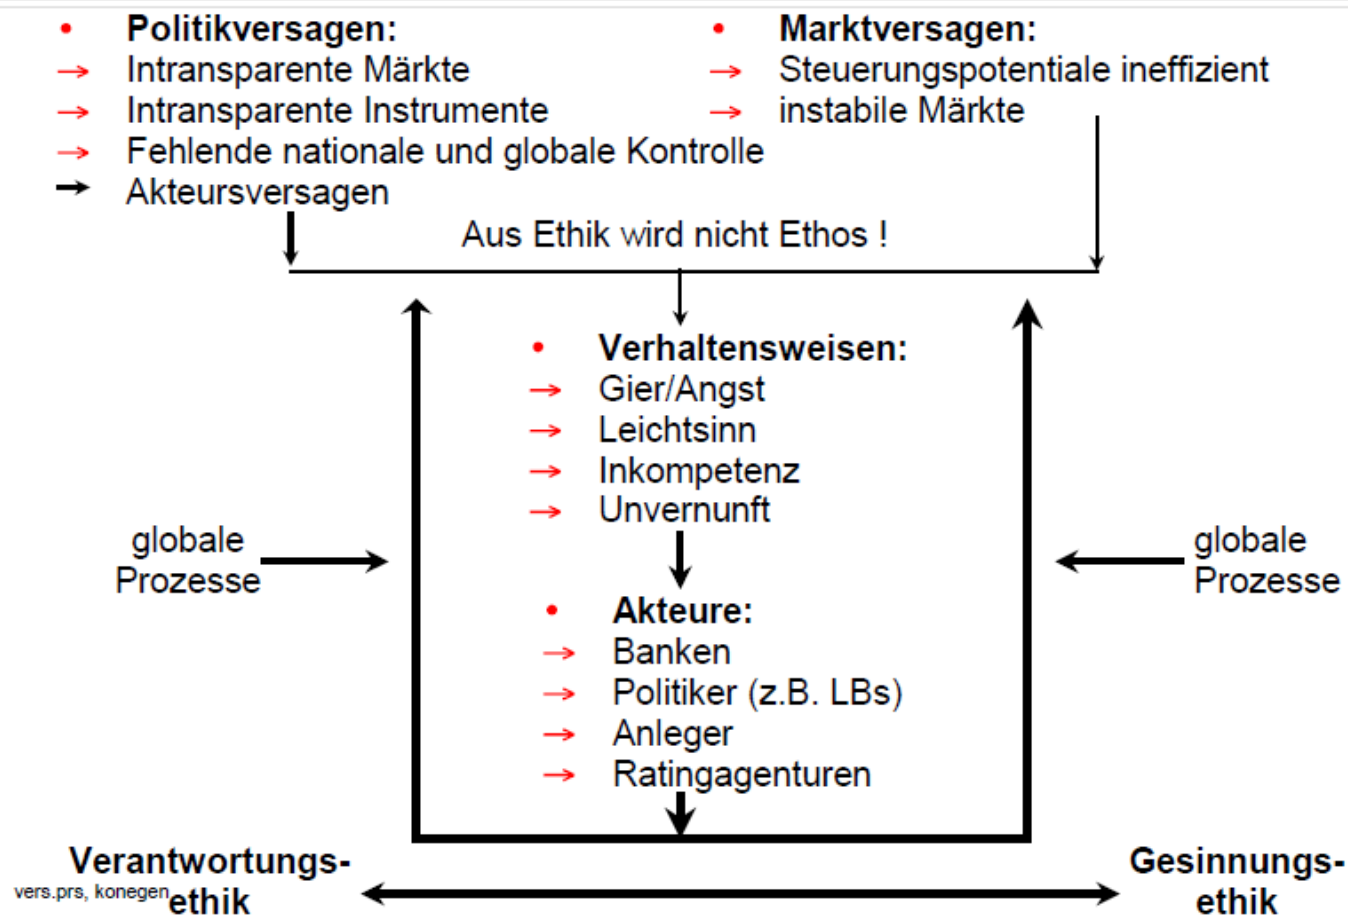 Politikversagen:
Intransparente Märkte
Intransparente Instrumente
Fehlende nationale und globale Kontrolle
Akteursversagen
Marktversagen:
Steuerungspotentiale ineffizient
instabile Märkte
Aus Ethik wird nicht Ethos !
Verhaltensweisen:
Gier/Angst
Leichtsinn
Inkompetenz
Unvernunft
globale
Prozesse
globale
Prozesse
Akteure:
Banken
Politiker (z.B. LBs)
Anleger
Ratingagenturen
Verantwortungs-
ethik
vers.prs, konegen
Gesinnungs-
ethik